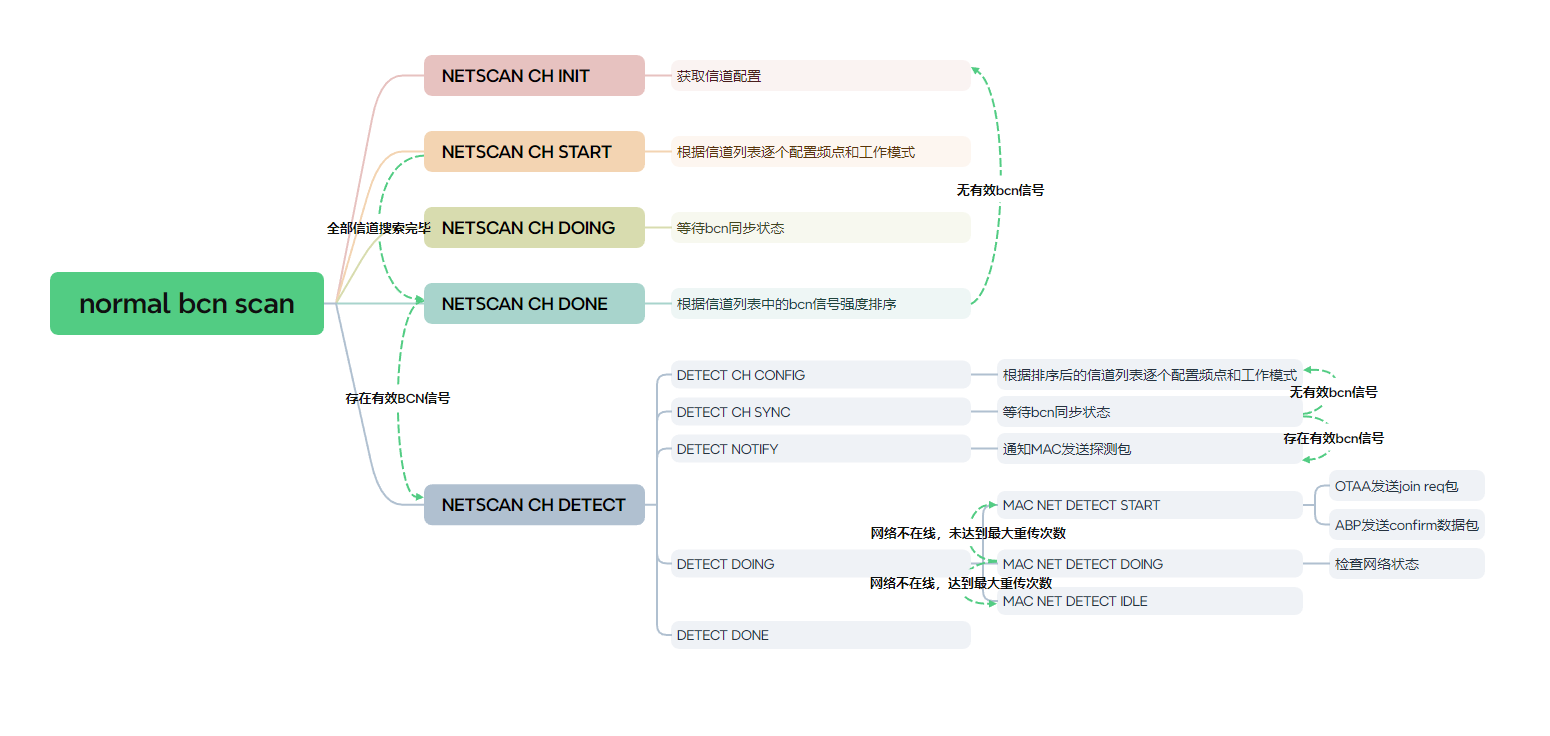 normal bcn scan
NETSCAN CH INIT
获取信道配置
NETSCAN CH START
根据信道列表逐个配置频点和工作模式
无有效bcn信号
全部信道搜索完毕
NETSCAN CH DOING
等待bcn同步状态
NETSCAN CH DONE
根据信道列表中的bcn信号强度排序
存在有效BCN信号
NETSCAN CH DETECT
DETECT CH CONFIG
根据排序后的信道列表逐个配置频点和工作模式
无有效bcn信号
DETECT CH SYNC
等待bcn同步状态
存在有效bcn信号
DETECT NOTIFY
通知MAC发送探测包
DETECT DOING
MAC NET DETECT START
OTAA发送join req包
ABP发送confirm数据包
网络不在线，未达到最大重传次数
MAC NET DETECT DOING
检查网络状态
网络不在线，达到最大重传次数
MAC NET DETECT IDLE
DETECT DONE